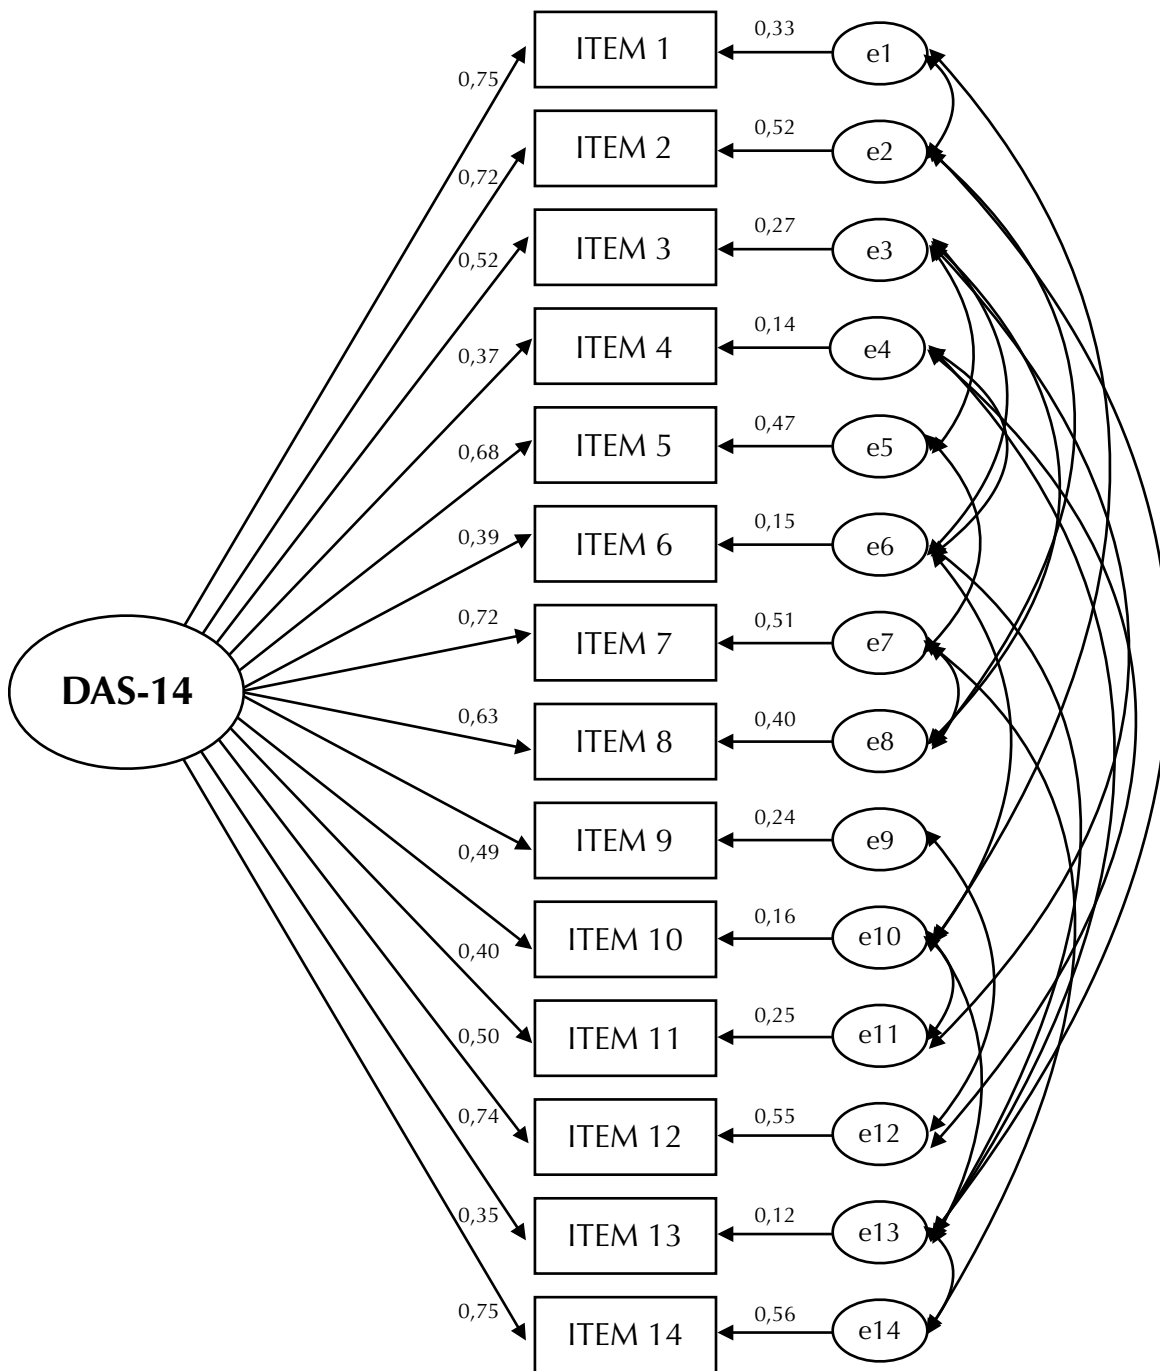 ITEM 1
0,33
e1
0,75
ITEM 2
0,52
e2
0,72
ITEM 3
0,27
e3
0,52
ITEM 4
0,14
e4
0,37
ITEM 5
0,47
e5
0,68
ITEM 6
0,15
e6
0,39
ITEM 7
0,51
e7
0,72
DAS-14
ITEM 8
0,40
e8
0,63
ITEM 9
0,24
e9
0,49
ITEM 10
0,16
e10
0,40
ITEM 11
0,25
e11
0,50
ITEM 12
0,55
e12
0,74
ITEM 13
0,12
e13
0,35
ITEM 14
0,56
e14
0,75